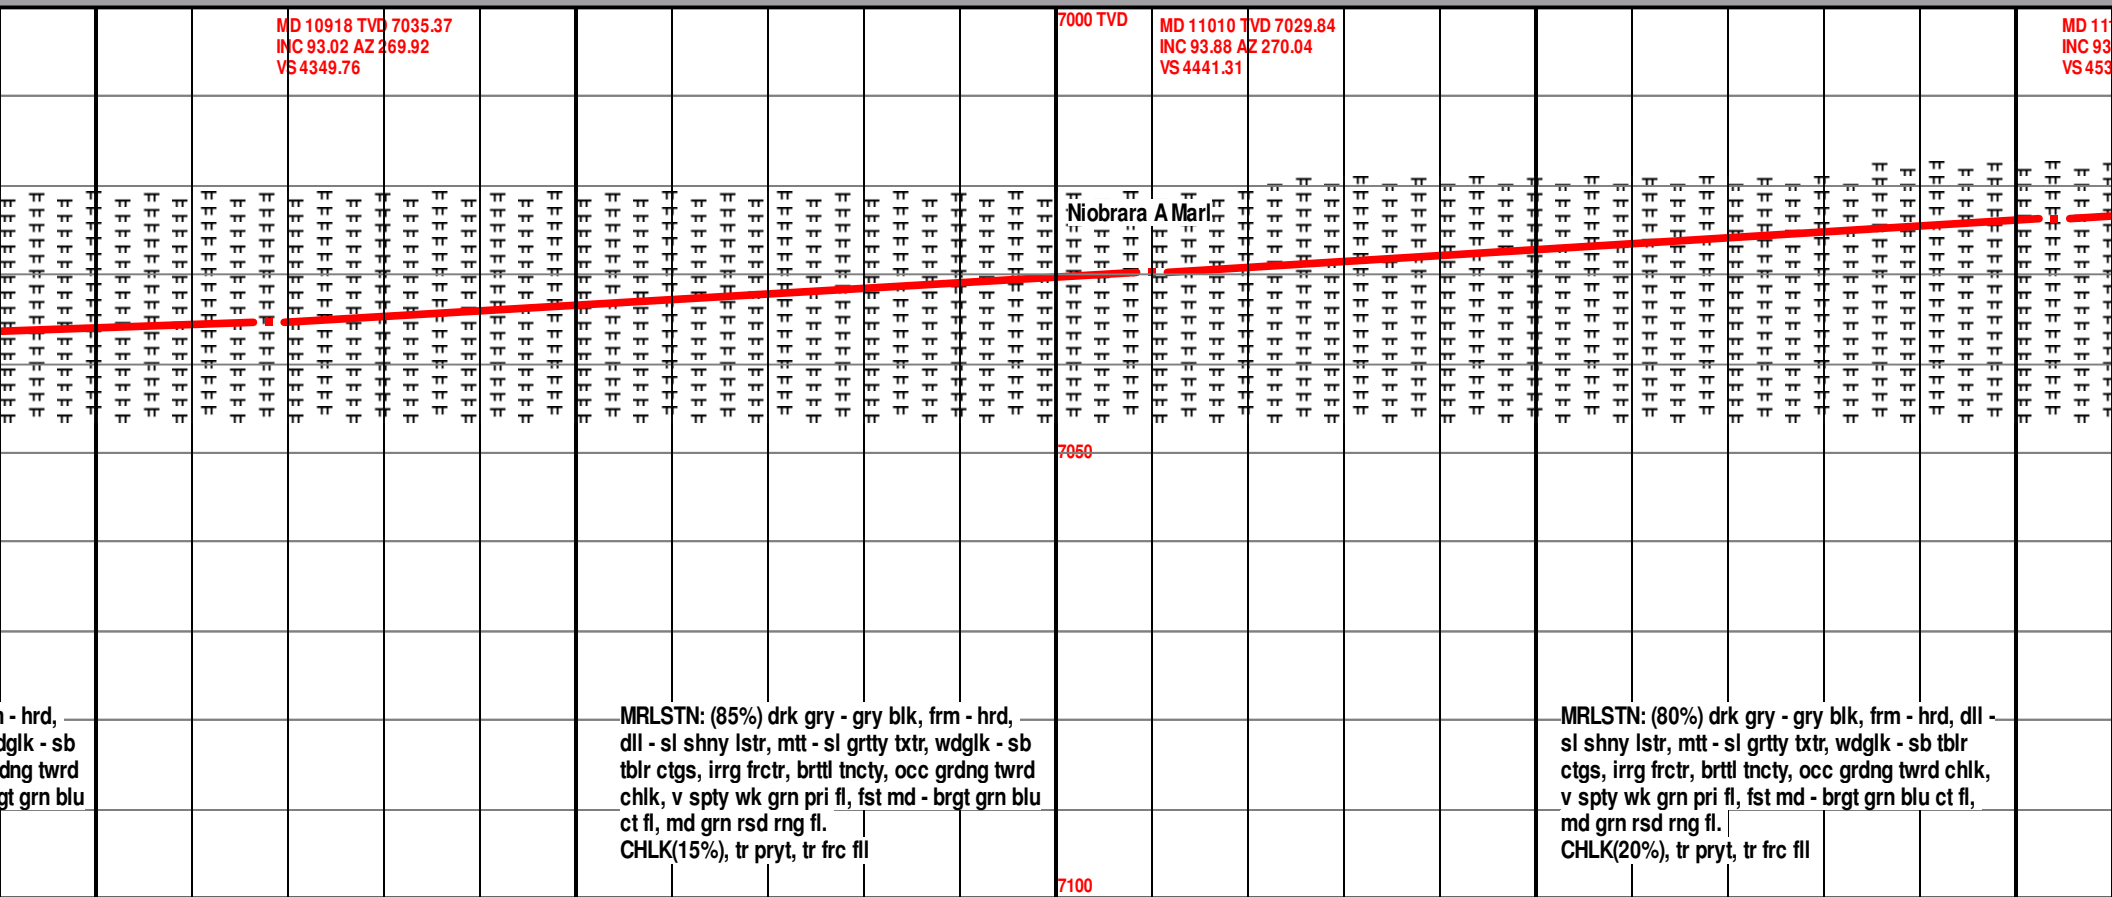 MD 10918 TVD 7035.37
INC 93.02 AZ 269.92
VS 4349.76
7000 TVD
MD 11010 TVD 7029.84
INC 93.88 AZ 270.04
VS 4441.31
MD 11
INC 93
VS 453
Niobrara A Marl
7050
- hrd,
dglk - sb
dng twrd
gt grn blu
MRLSTN: (85%) drk gry - gry blk, frm - hrd,
dll - sl shny lstr, mtt - sl grtty txtr, wdglk - sb
tblr ctgs, irrg frctr, brttl tncty, occ grdng twrd
chlk, v spty wk grn pri fl, fst md - brgt grn blu
ct fl, md grn rsd rng fl.
CHLK(15%), tr pryt, tr frc fll
MRLSTN: (80%) drk gry - gry blk, frm - hrd, dll -
sl shny lstr, mtt - sl grtty txtr, wdglk - sb tblr
ctgs, irrg frctr, brttl tncty, occ grdng twrd chlk,
v spty wk grn pri fl, fst md - brgt grn blu ct fl,
md grn rsd rng fl.
CHLK(20%), tr pryt, tr frc fll
7100